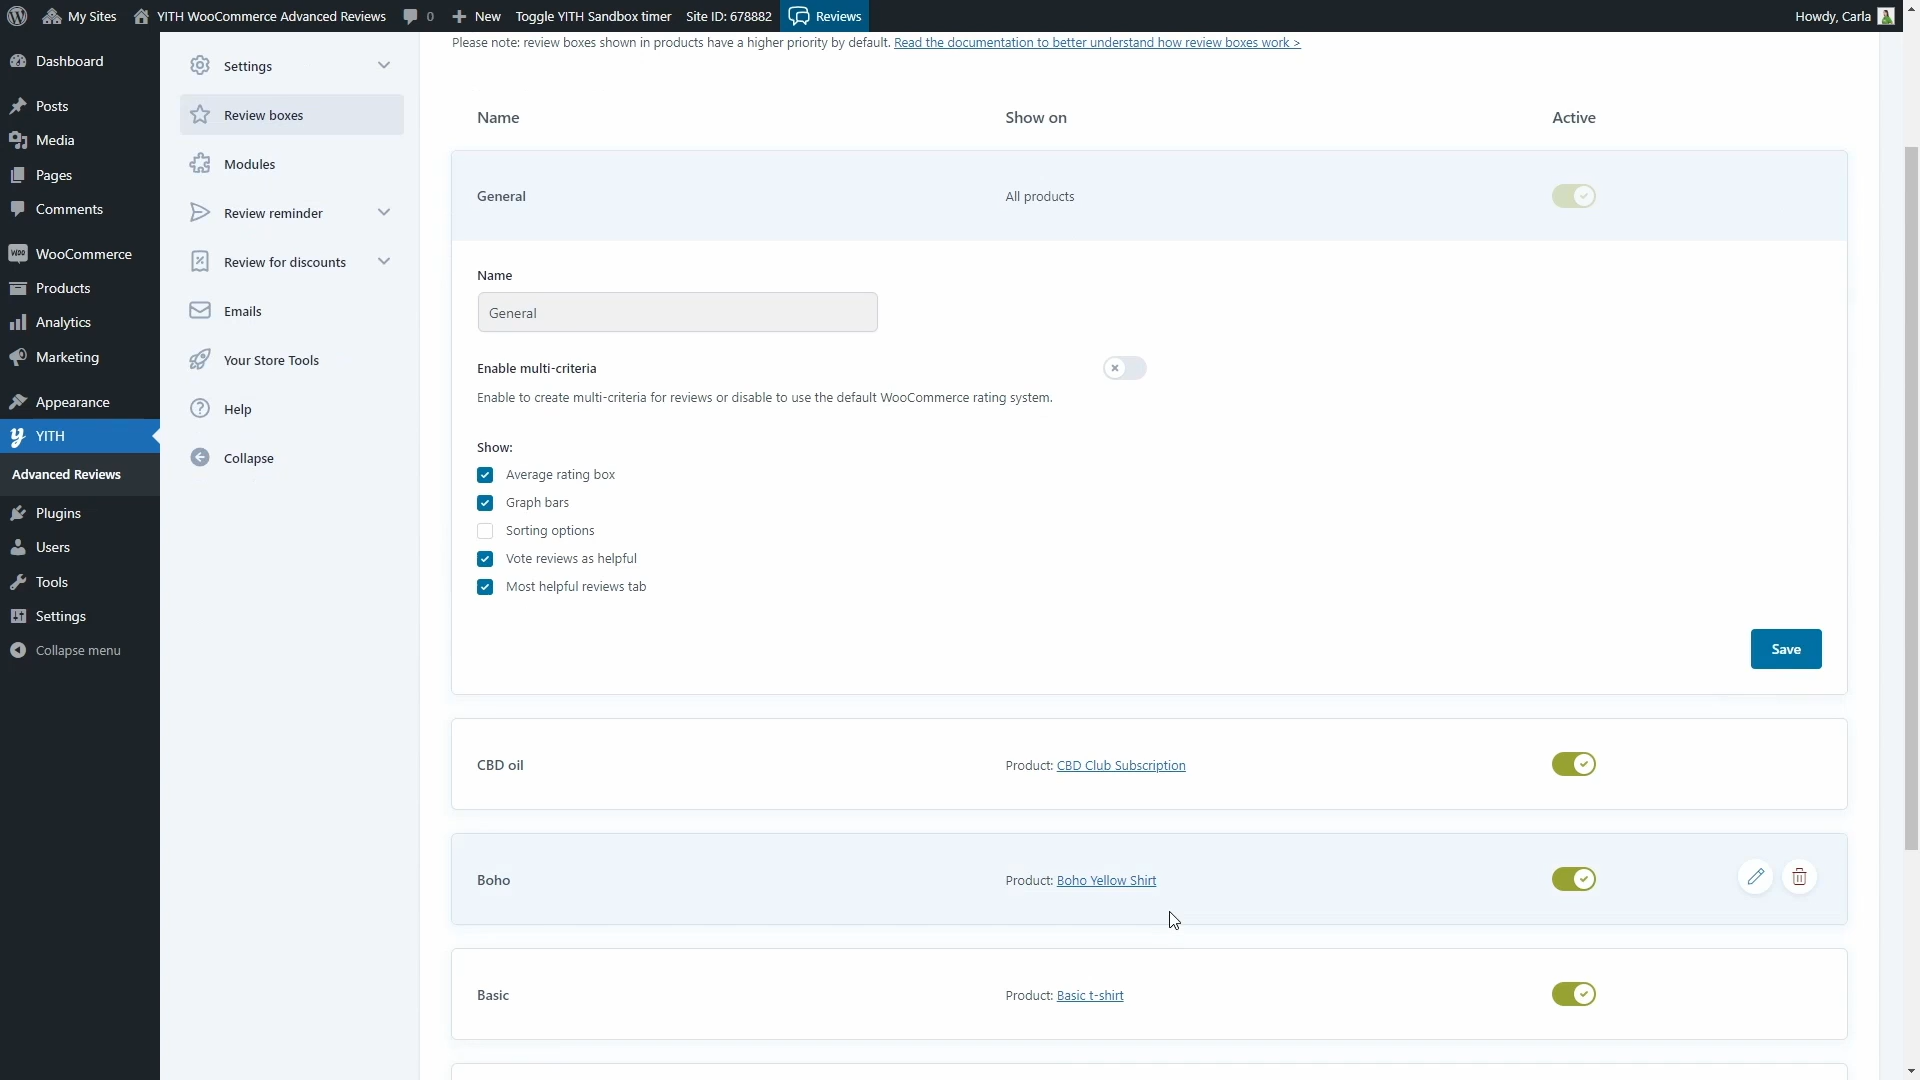 My Sites
YITH WooCommerce Advanced Reviews
0
New
Toggle YITH Sandbox timer
Site ID: 678882
Reviews
Howdy, Carla
Dashboard
Posts
Media
Pages
Comments
WooCommerce
Products
Analytics
Marketing
Appearance
YITH
Advanced Reviews
Plugins
Users
Tools
Settings
Collapse menu
Settings
Review boxes
Modules
Review reminder
Review for discounts
Emails
Your Store Tools
Help
Collapse
Please note: review boxes shown in products have a higher priority by default. Read the documentation to better understand how review boxes work >
Name Show on Active
General All products
Name
General
Enable multi-criteria
Enable to create multi-criteria for reviews or disable to use the default WooCommerce rating system.
Show:
Average rating box
Graph bars
Sorting options
Vote reviews as helpful
Most helpful reviews tab
Save
CBD oil Product: CBD Club Subscription
Boho Product: Boho Yellow Shirt
Basic Product: Basic t-shirt